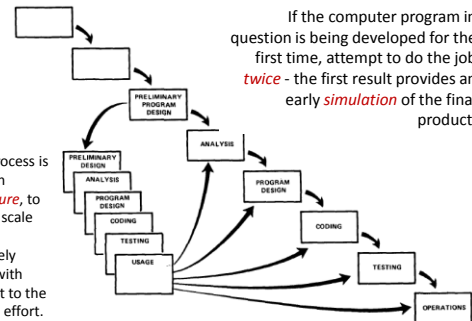 If the computer program in
question is being developed for the
first time, attempt to do the job
twice - the first result provides an
early simulation of the final
product
PRELIMINARY
PROGRAM
DESIGN
ANALYSIS
PROGRAM
DESIGN
CODING
TESTING
OPERATIONS
PRELIMINARY
DESIGN
ANALYSIS
PROGRAM
DESIGN
CODING
TESTING
USAGE
rocess is
ure, to
scale
ely
with
t to the
effort.